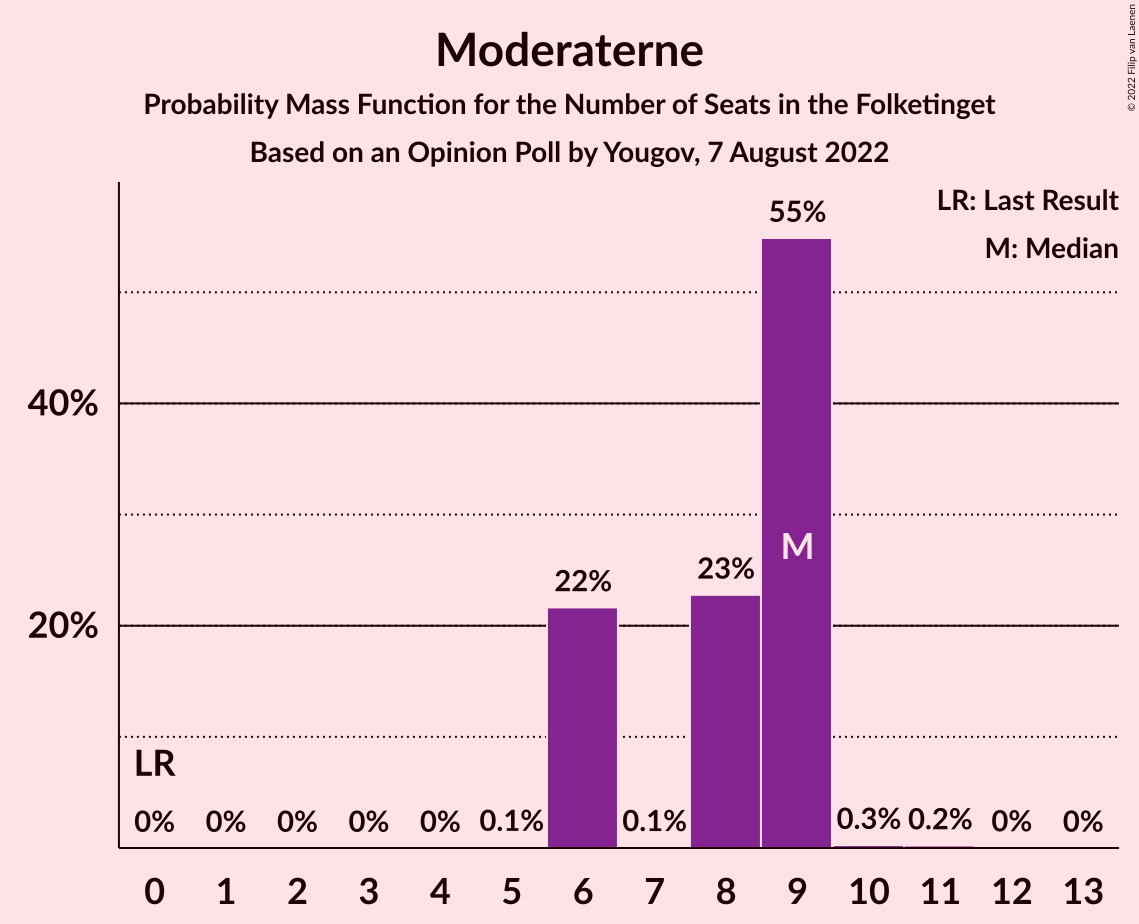 Moderaterne
Probability Mass Function for the Number of Seats in the Folketinget
Based on an Opinion Poll by Yougov, 7 August 2022
© 2022 Filip van Laenen
LR: Last Result
M: Median
55%
40%
M
23%
22%
20%
LR
0% 0% 0% 0% 0% 0.1% 0.1% 0.3% 0.2% 0% 0%
0 1 2 3 4 5 6 7 8 9 10 11 12 13